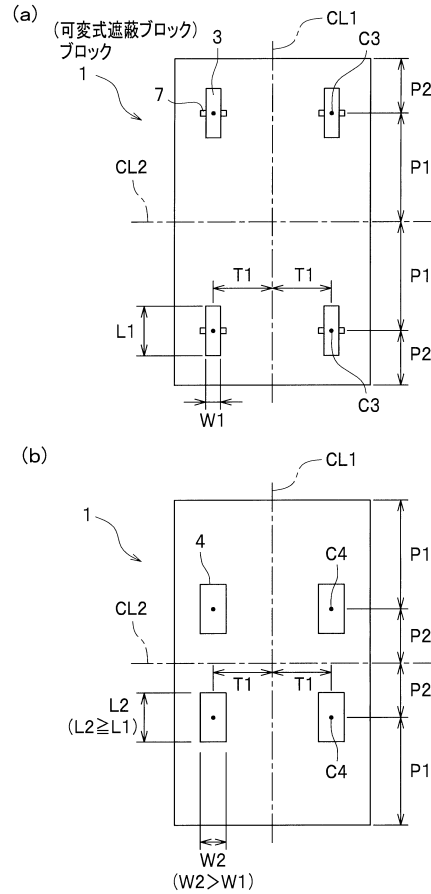 (a)
(可変式遮蔽ブロック)
ブロック
1
3
CL1
C3
7
P2
CL2
P1
P1
T1
T1
L1
P2
W1
C3
(b)
CL1
1
4
C4
P1
CL2
P2
T1
T1
P2
L2
(L2≧L1)
C4
P1
W2
(W2>W1)